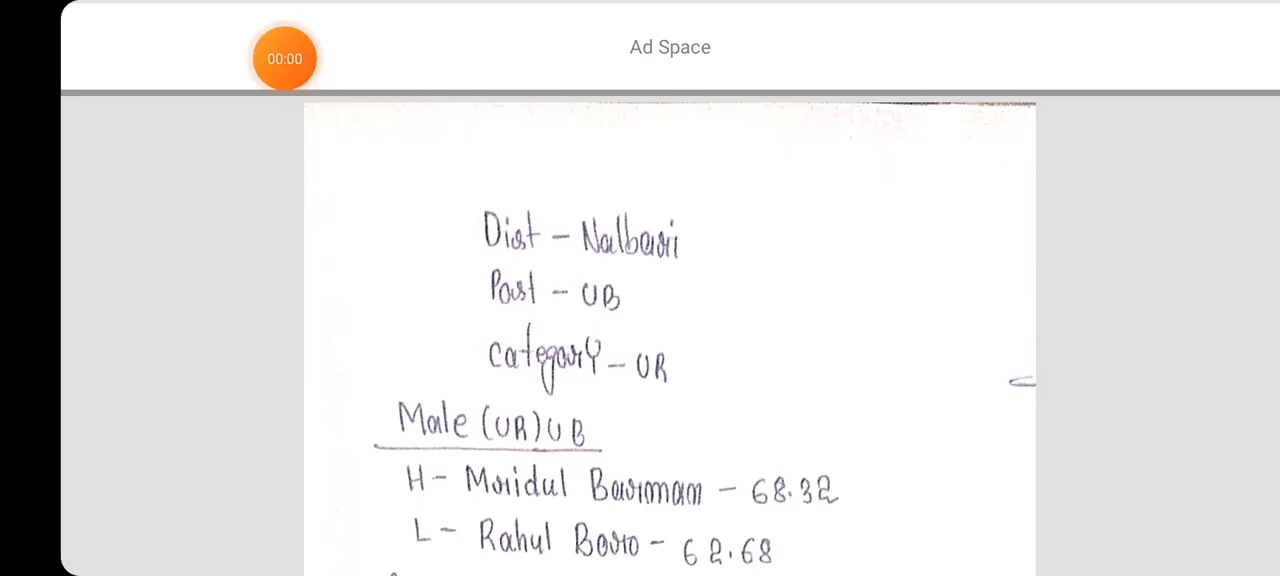 Ad Space
00:00
Dist - Nalbari
Post - UB
Category - UR
Male (UR) UB
H - Mridul Barman - 68.32
L - Rahul Boro - 62.68